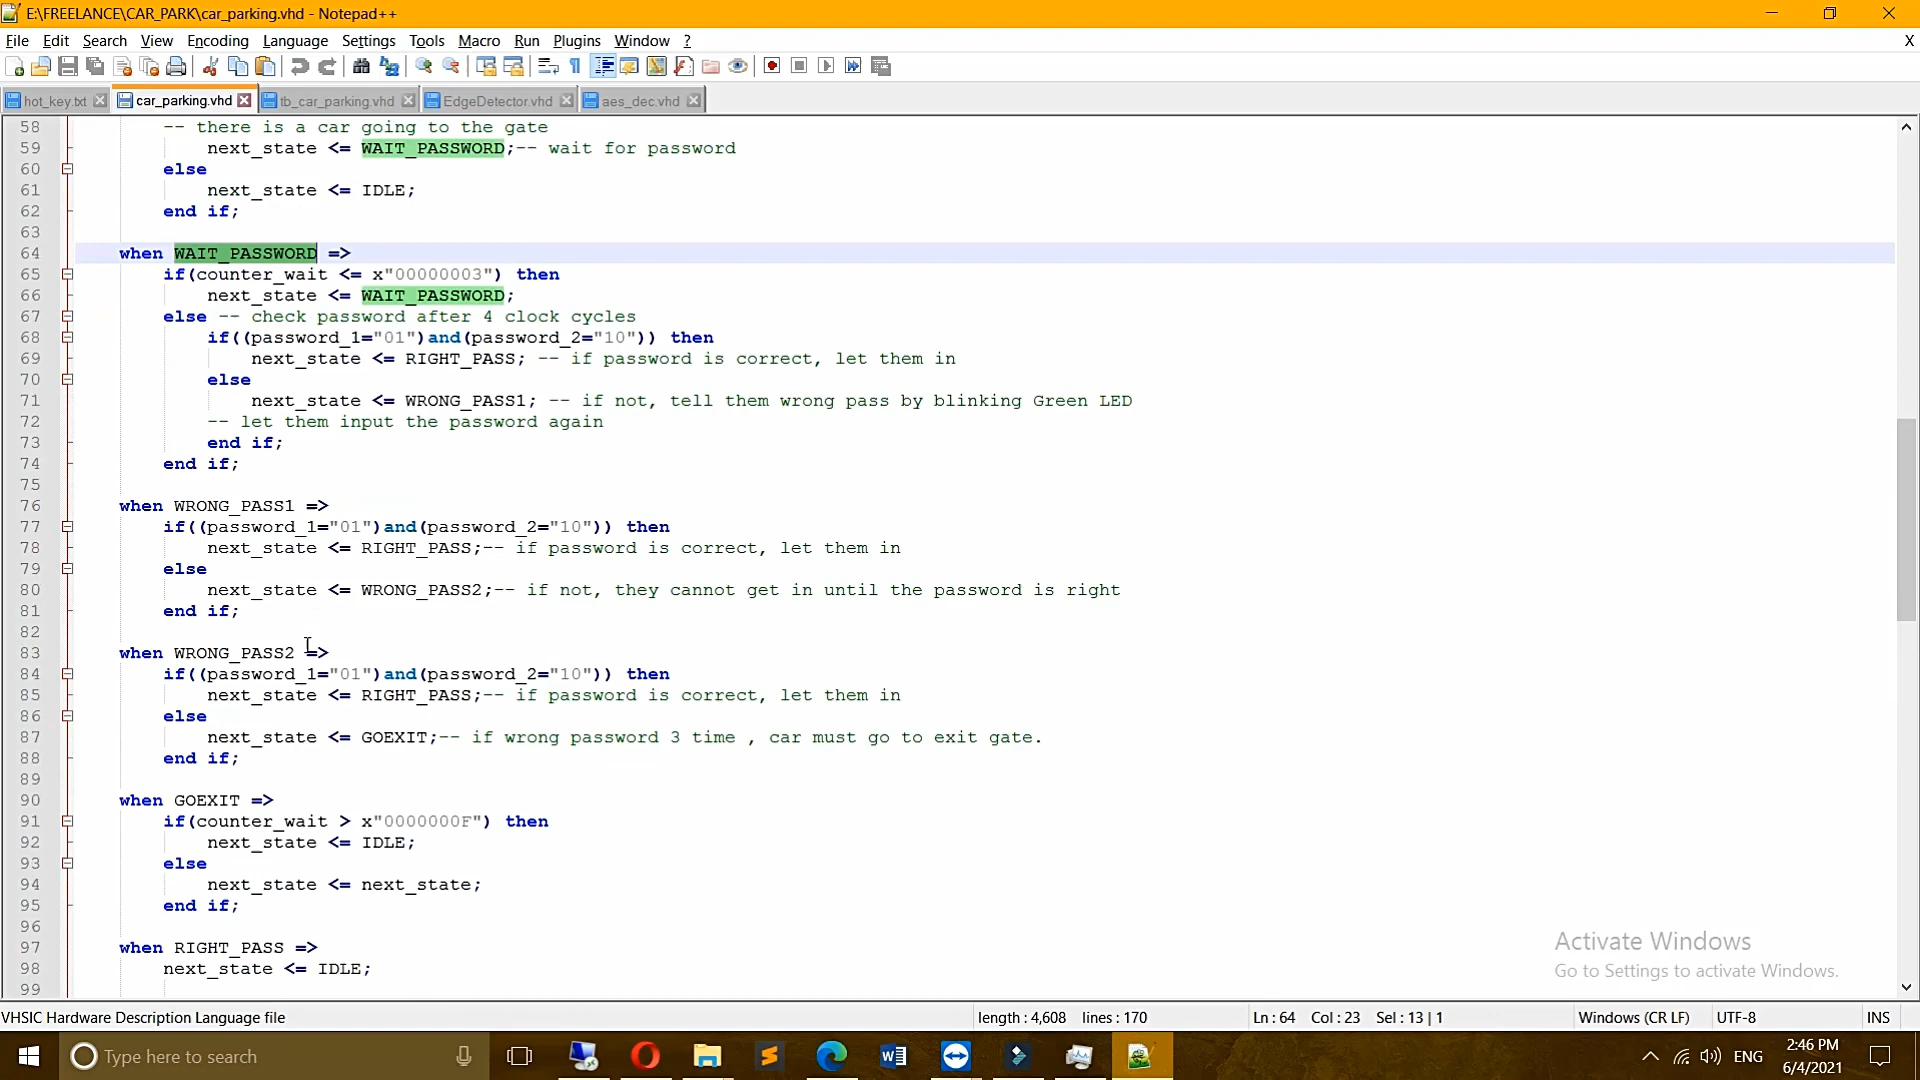 E:\FREELANCE\CAR_PARK\car_parking.vhd - Notepad++
File Edit Search View Encoding Language Settings Tools Macro Run Plugins Window ? X
hot_key.txt car_parking.vhd tb_car_parking.vhd EdgeDetector.vhd aes_dec.vhd
58 -- there is a car going to the gate
59 next_state <= WAIT_PASSWORD;-- wait for password
60 else
61 next_state <= IDLE;
62 end if;
63
64 when WAIT_PASSWORD =>
65 if(counter_wait <= x"00000003") then
66 next_state <= WAIT_PASSWORD;
67 else -- check password after 4 clock cycles
68 if((password_1="01")and(password_2="10")) then
69 next_state <= RIGHT_PASS; -- if password is correct, let them in
70 else
71 next_state <= WRONG_PASS1; -- if not, tell them wrong pass by blinking Green LED
72 -- let them input the password again
73 end if;
74 end if;
75
76 when WRONG_PASS1 =>
77 if((password_1="01")and(password_2="10")) then
78 next_state <= RIGHT_PASS;-- if password is correct, let them in
79 else
80 next_state <= WRONG_PASS2;-- if not, they cannot get in until the password is right
81 end if;
82
83 when WRONG_PASS2 =>
84 if((password_1="01")and(password_2="10")) then
85 next_state <= RIGHT_PASS;-- if password is correct, let them in
86 else
87 next_state <= GOEXIT;-- if wrong password 3 time , car must go to exit gate.
88 end if;
89
90 when GOEXIT =>
91 if(counter_wait > x"0000000F") then
92 next_state <= IDLE;
93 else
94 next_state <= next_state;
95 end if;
96
97 when RIGHT_PASS =>
98 next_state <= IDLE;
99
Activate Windows
Go to Settings to activate Windows.
VHSIC Hardware Description Language file length : 4,608 lines : 170 Ln : 64 Col : 23 Sel : 13 | 1 Windows (CR LF) UTF-8 INS
Type here to search ENG 2:46 PM
6/4/2021